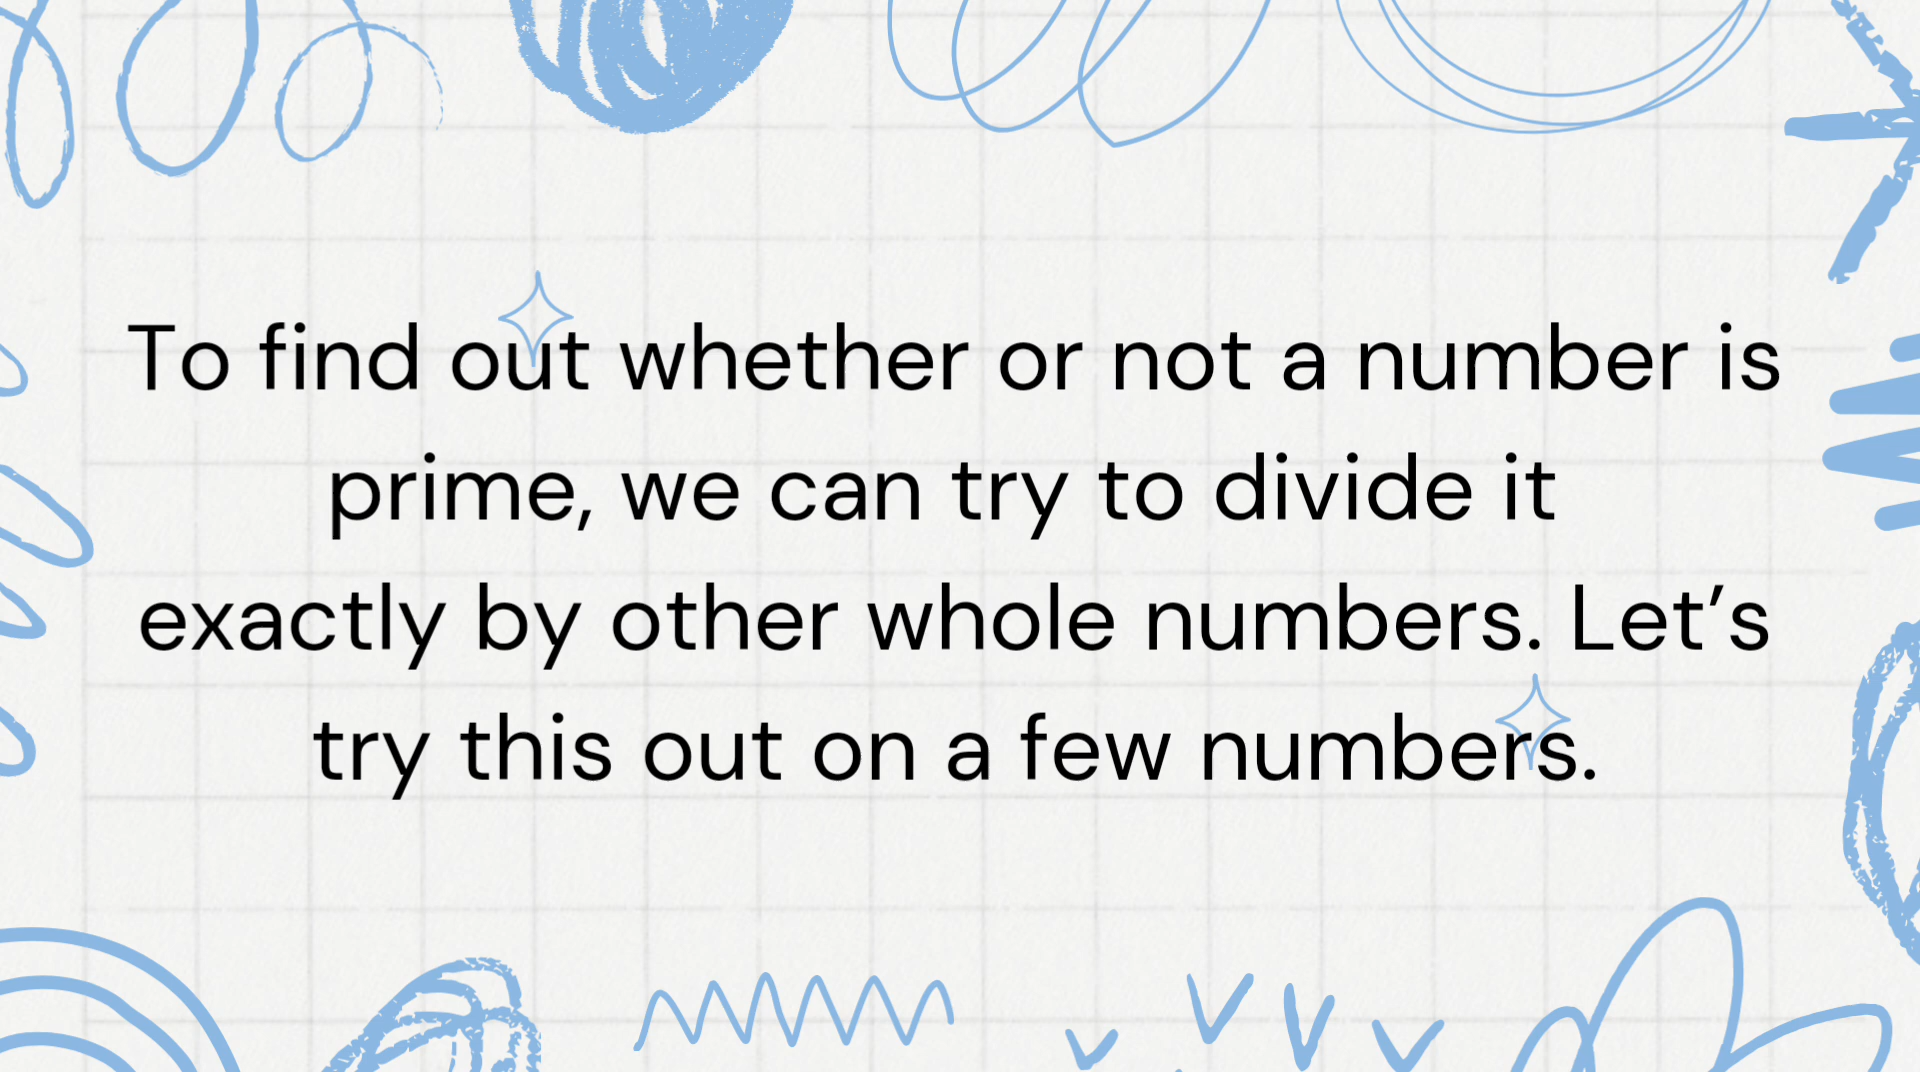 To find out whether or not a number is
prime, we can try to divide it
exactly by other whole numbers. Let’s
try this out on a few numbers.